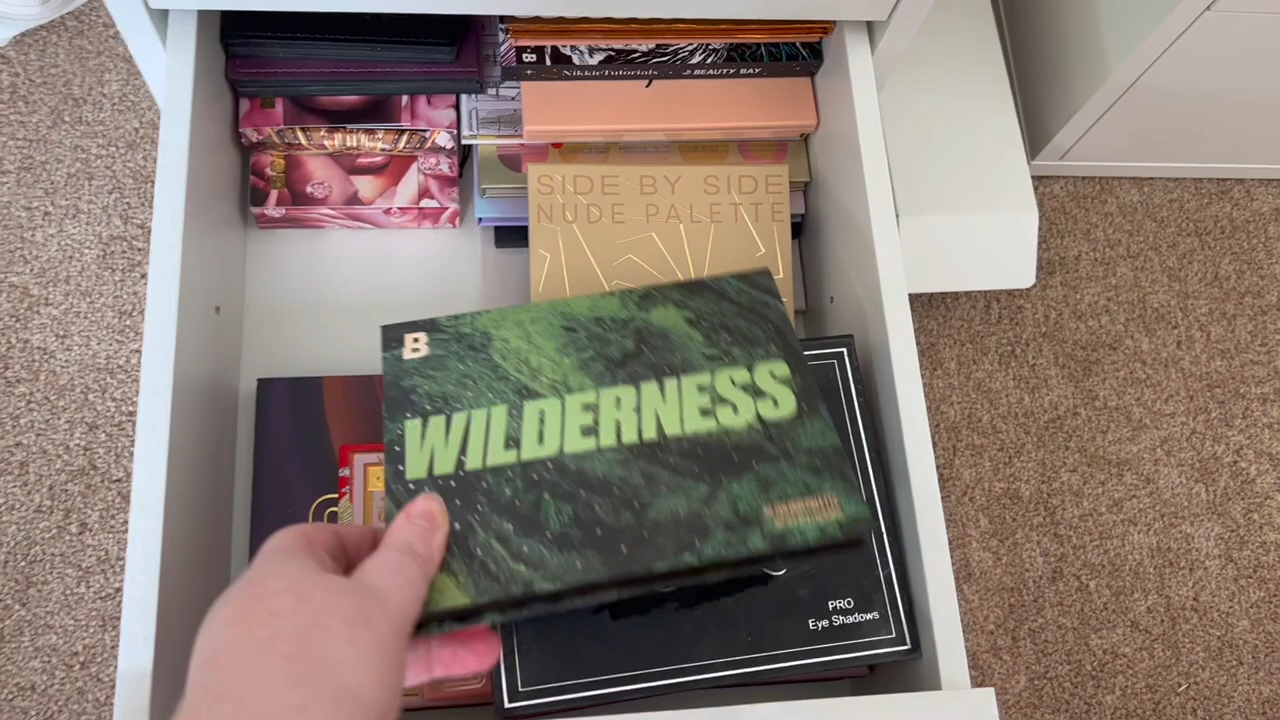 B
NikkieTutorials
BEAUTY BAY
SIDE BY SIDE
NUDE PALETTE
B
WILDERNESS
PRO
Eye Shadows